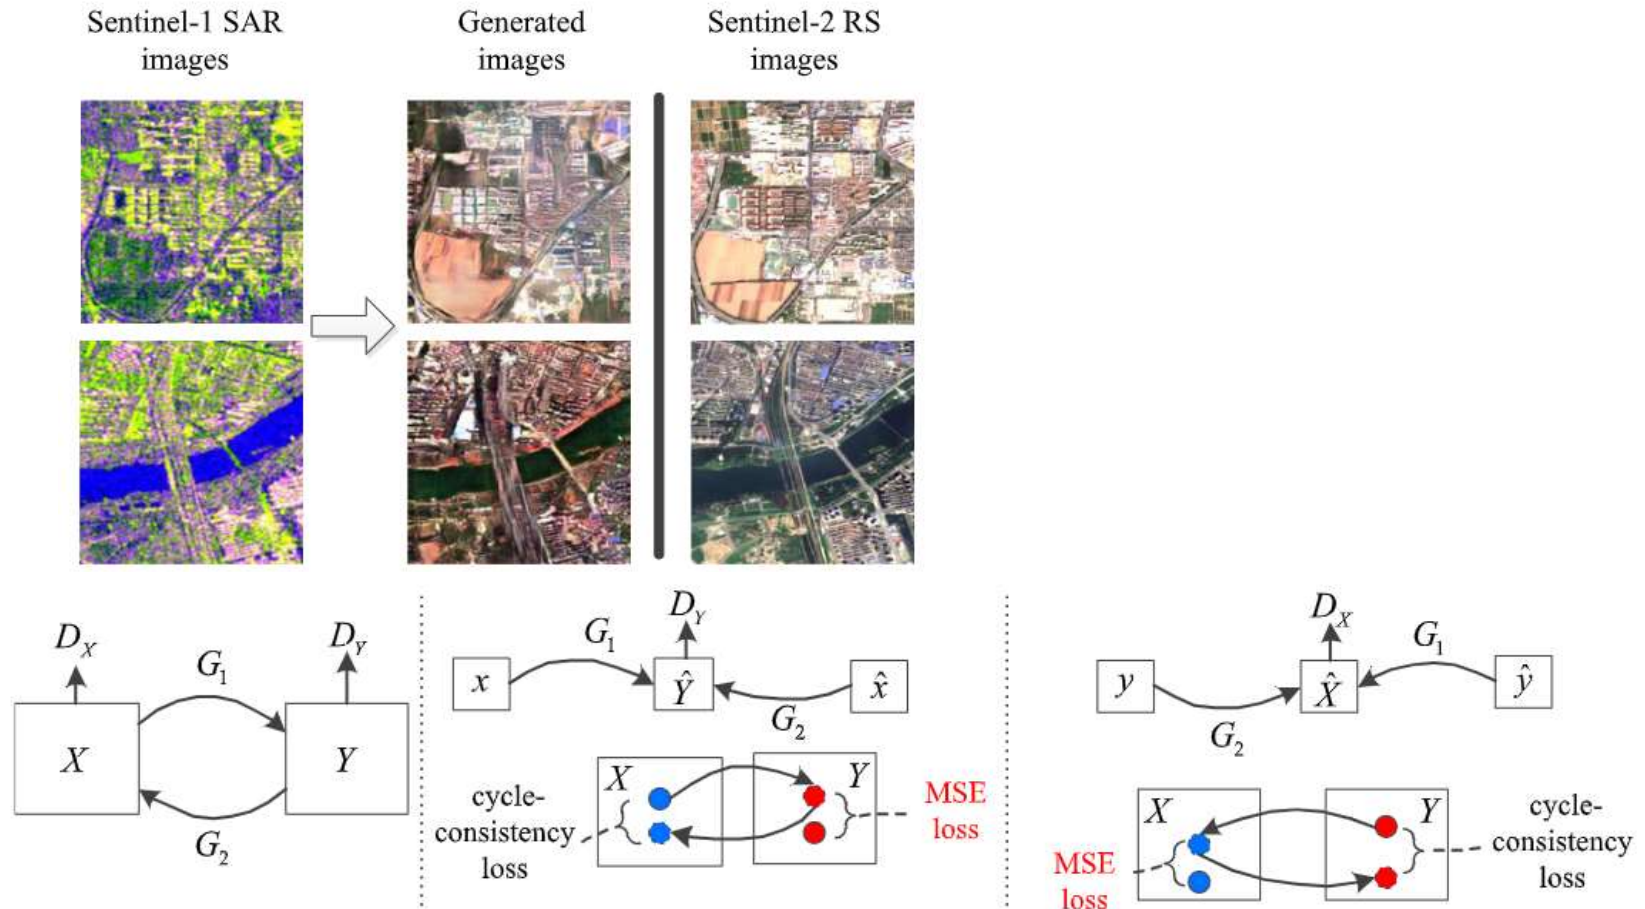 Sentinel-1 SAR
images
Generated
images
Sentinel-2 RS
images
D_X
G_1
D_Y
X
Y
G_2
D_Y
G_1
x
Ŷ
x̂
G_2
X
Y
cycle-
consistency
loss
MSE
loss
D_X
G_1
y
X̂
ŷ
G_2
X
Y
MSE
loss
cycle-
consistency
loss